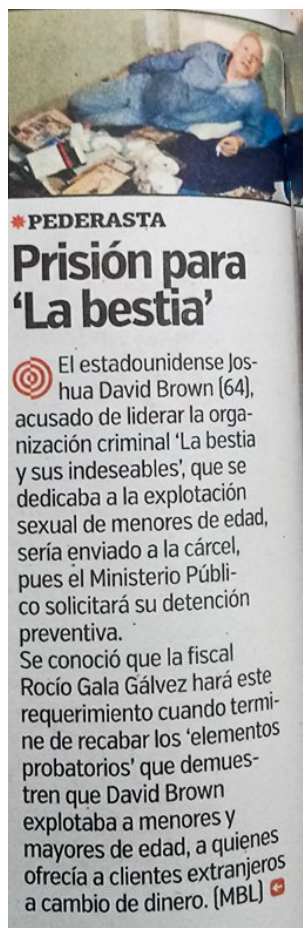 PEDERASTA
Prisión para
‘La bestia’
El estadounidense Jos-
hua David Brown (64),
acusado de liderar la orga-
nización criminal ‘La bestia
y sus indeseables’, que se
dedicaba a la explotación
sexual de menores de edad,
sería enviado a la cárcel,
pues el Ministerio Públi-
co solicitará su detención
preventiva.
Se conoció que la fiscal
Rocío Gala Gálvez hará este
requerimiento cuando termi-
ne de recabar los ‘elementos
probatorios’ que demues-
tren que David Brown
explotaba a menores y
mayores de edad, a quienes
ofrecía a clientes extranjeros
a cambio de dinero. (MBL)